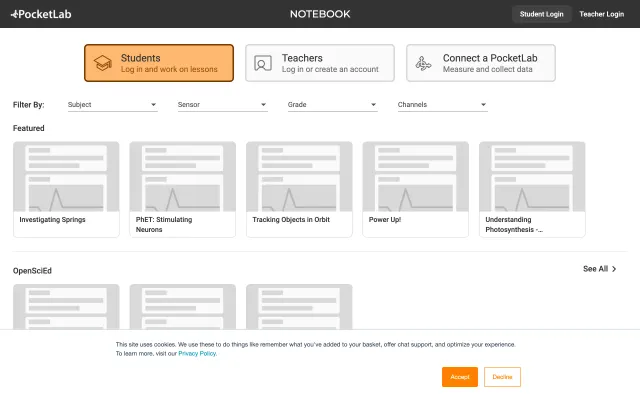 PocketLab
NOTEBOOK
Student Login
Teacher Login
Students
Log in and work on lessons
Teachers
Log in or create an account
Connect a PocketLab
Measure and collect data
Filter By:
Subject
Sensor
Grade
Channels
Featured
Investigating Springs
PhET: Stimulating
Neurons
Tracking Objects in Orbit
Power Up!
Understanding
Photosynthesis -...
OpenSciEd
See All
This site uses cookies. We use these to do things like remember what you've added to your basket, offer chat support, and optimize your experience.
To learn more, visit our Privacy Policy.
Accept
Decline